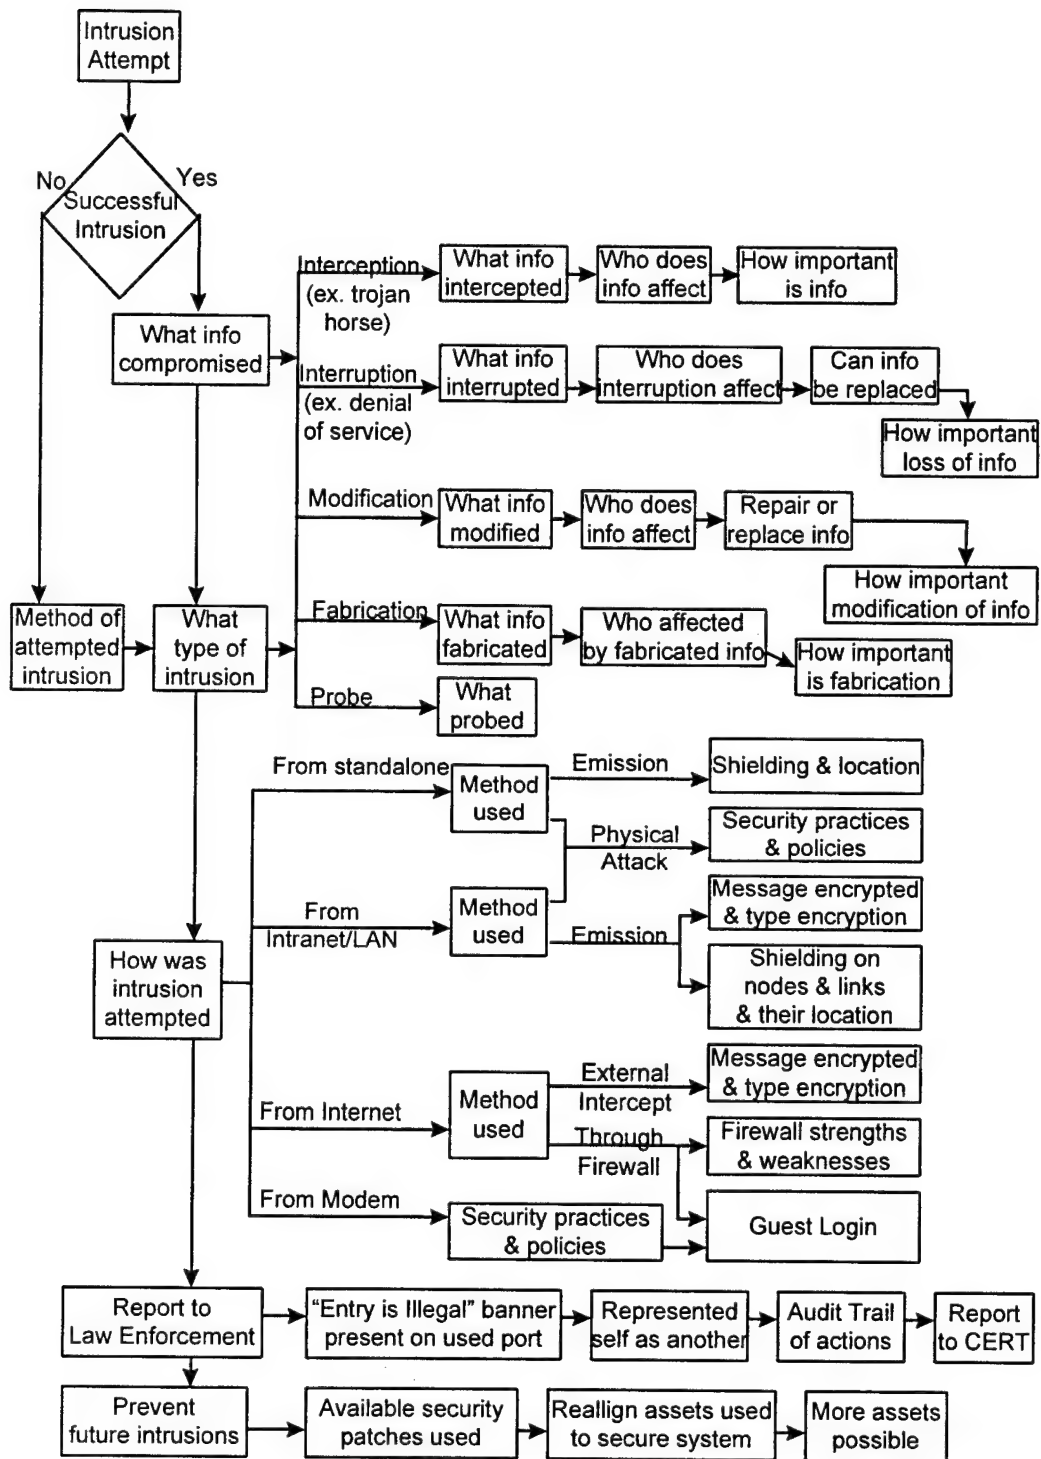 Intrusion
Attempt
No
Yes
Successful
Intrusion
What info
compromised
Interception
(ex. trojan
horse)
What info
intercepted
Who does
info affect
How important
is info
Interruption
(ex. denial
of service)
What info
interrupted
Who does
interruption affect
Can info
be replaced
How important
loss of info
Modification
What info
modified
Who does
info affect
Repair or
replace info
How important
modification of info
Method of
attempted
intrusion
What
type of
intrusion
Fabrication
What info
fabricated
Who affected
by fabricated info
How important
is fabrication
Probe
What
probed
How was
intrusion
attempted
From standalone
Method
used
Emission
Shielding & location
Physical
Attack
Security practices
& policies
From
Intranet/LAN
Method
used
Emission
Message encrypted
& type encryption
Shielding on
nodes & links
& their location
From Internet
Method
used
External
Intercept
Message encrypted
& type encryption
Through
Firewall
Firewall strengths
& weaknesses
From Modem
Security practices
& policies
Guest Login
Report to
Law Enforcement
“Entry is Illegal” banner
present on used port
Represented
self as another
Audit Trail
of actions
Report
to CERT
Prevent
future intrusions
Available security
patches used
Reallign assets used
to secure system
More assets
possible